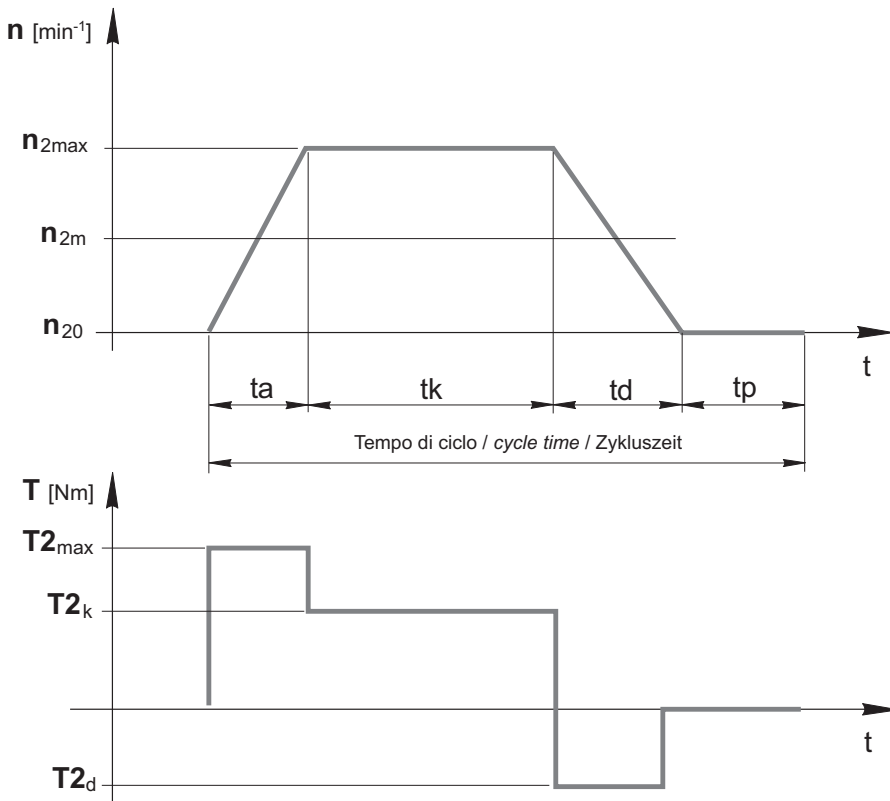 n [min⁻¹]
n2max
n2m
n20
t
ta tk td tp
Tempo di ciclo / cycle time / Zykluszeit
T [Nm]
T2max
T2k
t
T2d